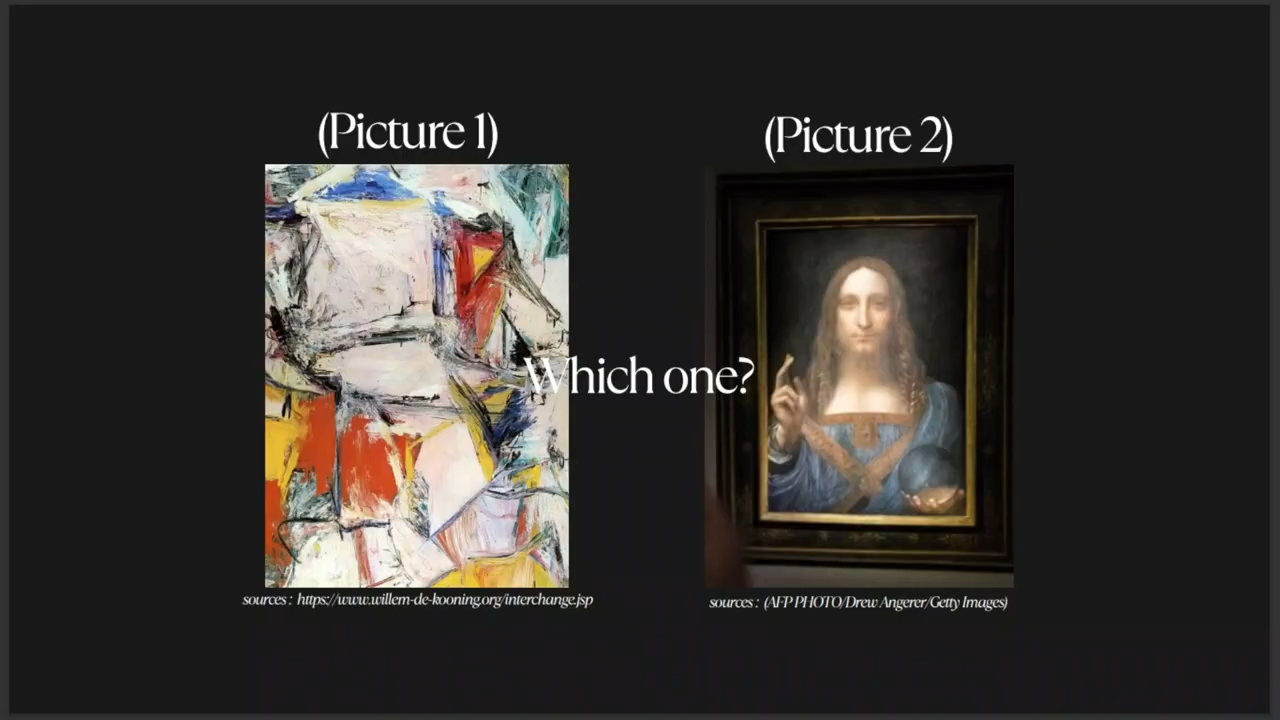 (Picture 1)
(Picture 2)
Which one?
sources : https://www.willem-de-kooning.org/interchange.jsp
sources : (AFP PHOTO/Drew Angerer/Getty Images)